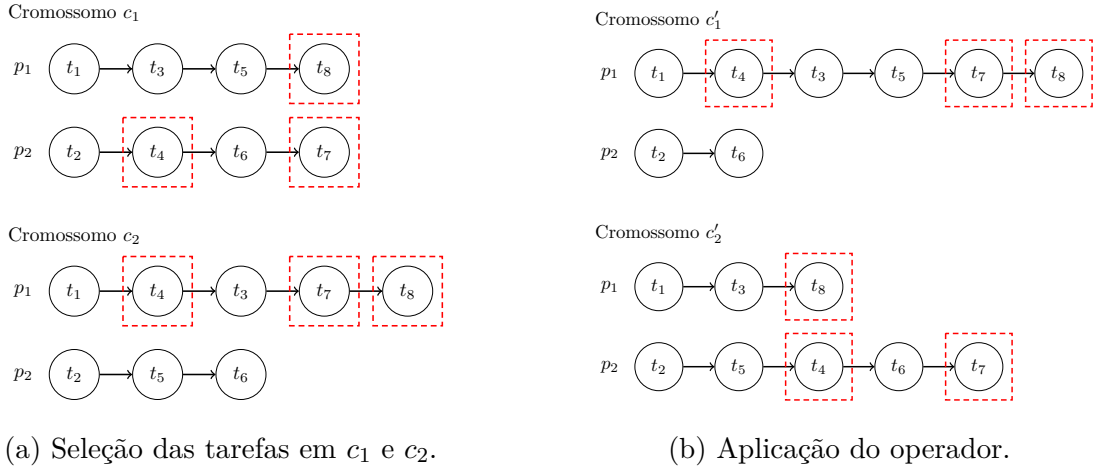 Cromossomo c₁
p₁ t₁ t₃ t₅ t₈
p₂ t₂ t₄ t₆ t₇
Cromossomo c₂
p₁ t₁ t₄ t₃ t₇ t₈
p₂ t₂ t₅ t₆
(a) Seleção das tarefas em c₁ e c₂.
Cromossomo c′₁
p₁ t₁ t₄ t₃ t₅ t₇ t₈
p₂ t₂ t₆
Cromossomo c′₂
p₁ t₁ t₃ t₈
p₂ t₂ t₅ t₄ t₆ t₇
(b) Aplicação do operador.